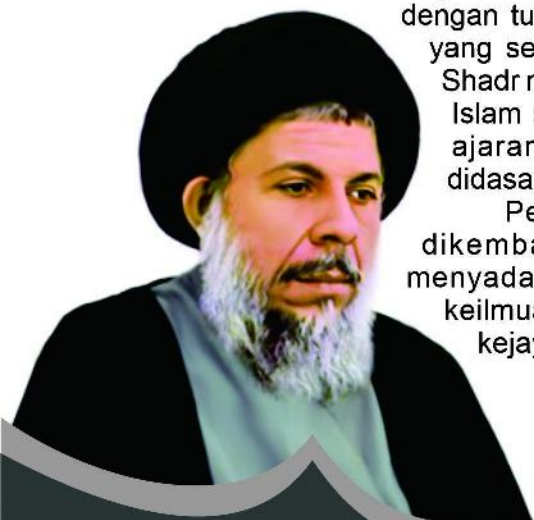 dengan tu
yang se
Shadr n
Islam
ajaran
didasa
Pe
dikemba
menyada
keilmua
kejay